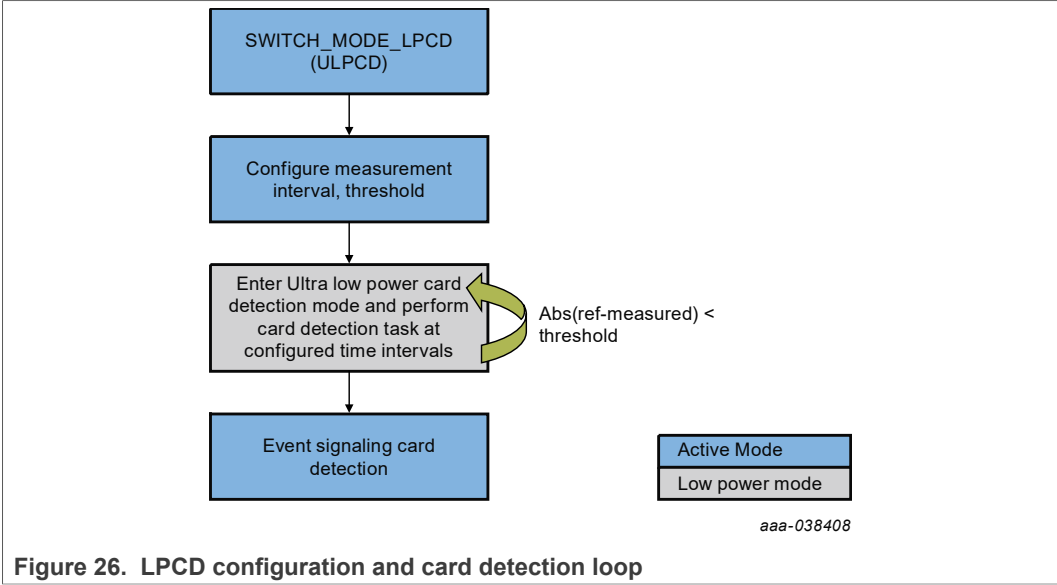 SWITCH_MODE_LPCD
(ULPCD)
Configure measurement
interval, threshold
Enter Ultra low power card
detection mode and perform
card detection task at
configured time intervals
Abs(ref-measured) <
threshold
Event signaling card
detection
Active Mode
Low power mode
aaa-038408
Figure 26. LPCD configuration and card detection loop